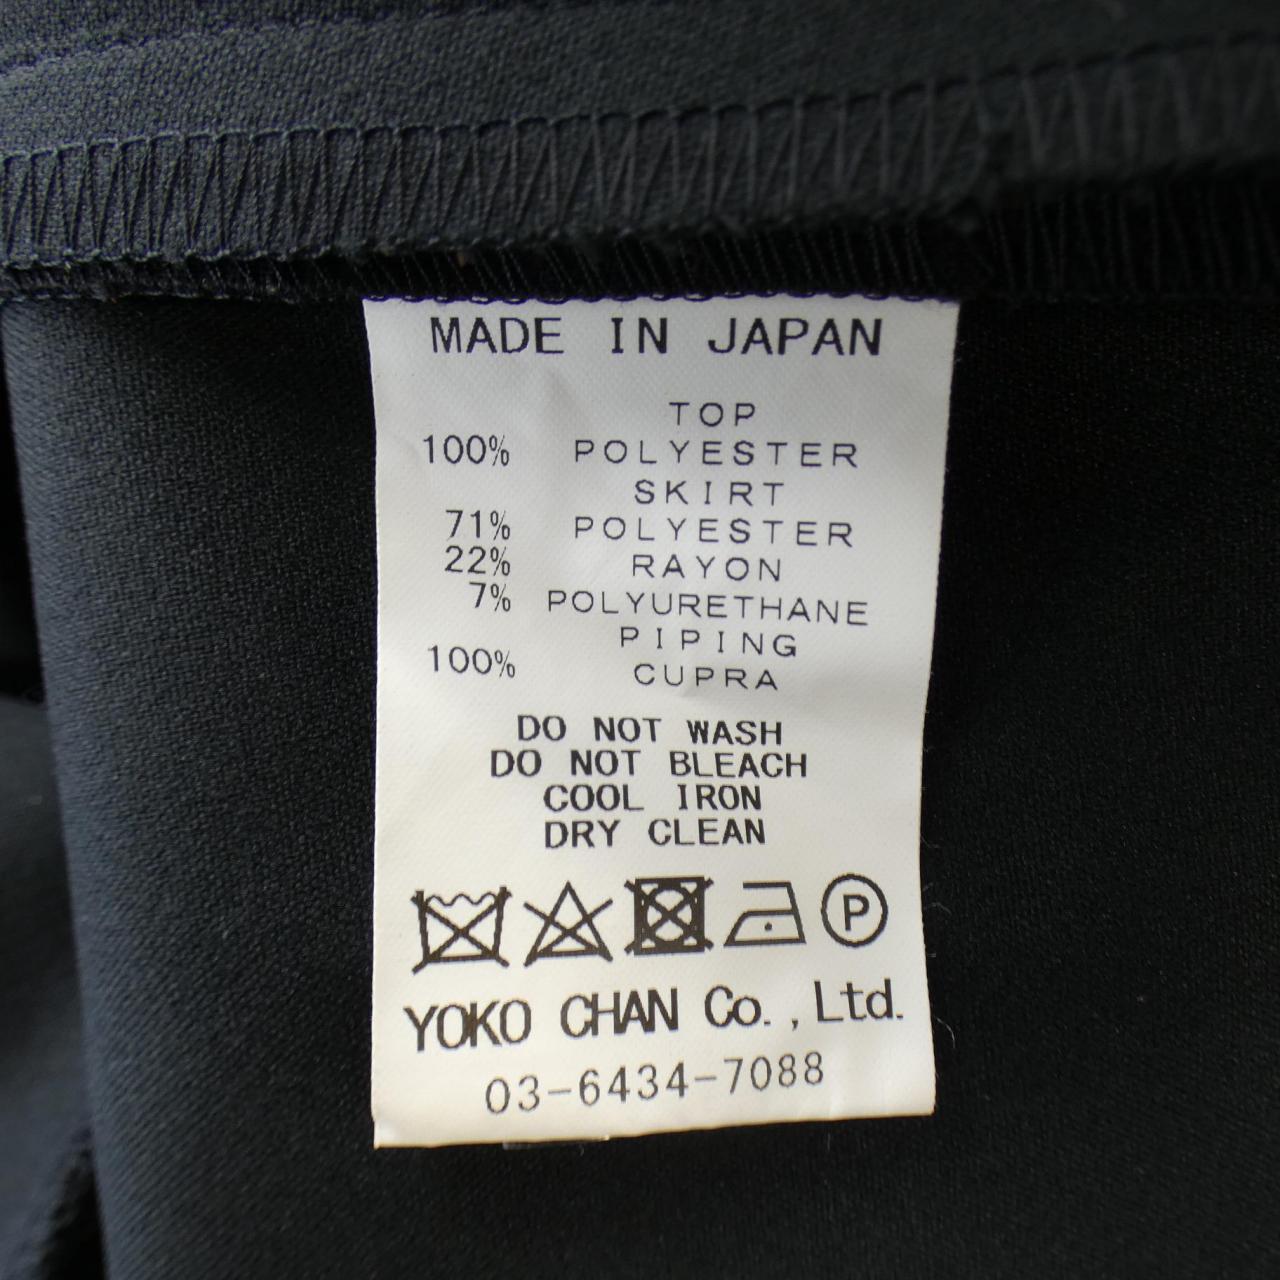 MADE IN JAPAN
TOP
100% POLYESTER
SKIRT
71% POLYESTER
22% RAYON
7% POLYURETHANE
PIPING
100% CUPRA
DO NOT WASH
DO NOT BLEACH
COOL IRON
DRY CLEAN
P
YOKO CHAN Co., Ltd.
03-6434-7088